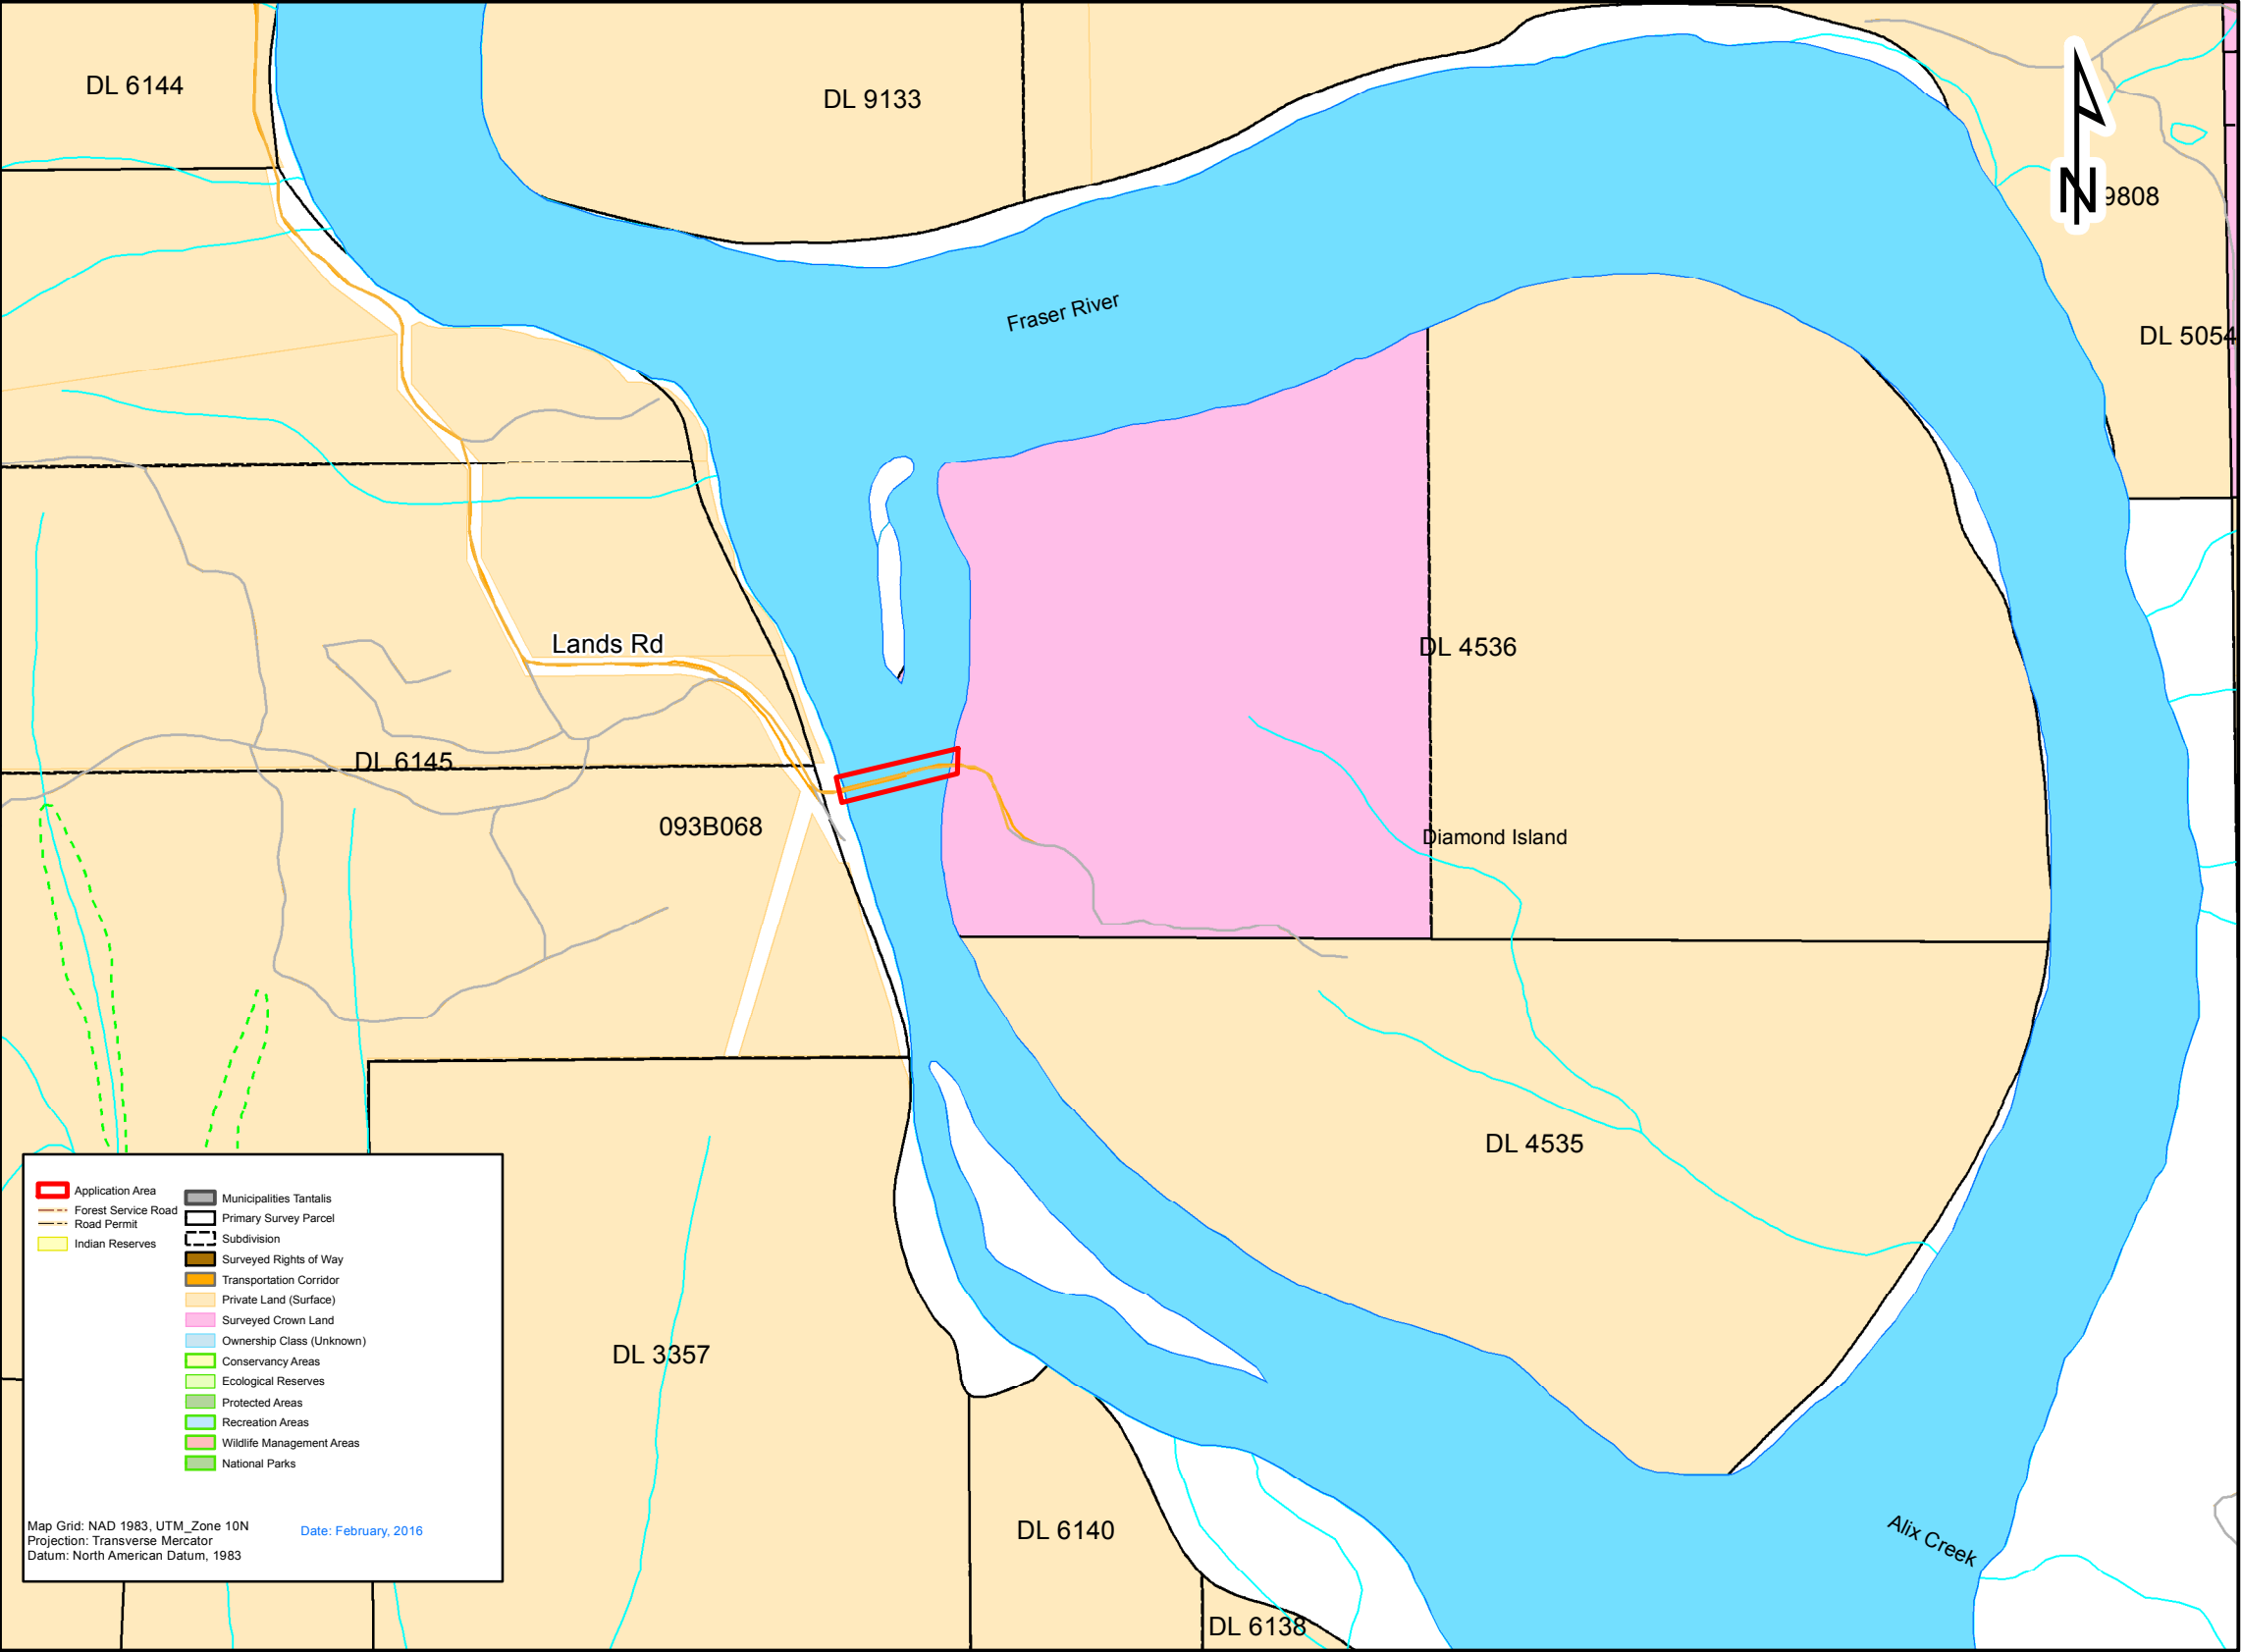 DL 6144
DL 9133
N
9808
Fraser River
DL 5054
Lands Rd
DL 4536
DL 6145
093B068
Diamond Island
DL 4535
DL 3357
DL 6140
Alix Creek
DL 6138
Application Area
Forest Service Road
Road Permit
Indian Reserves
Municipalities Tantalis
Primary Survey Parcel
Subdivision
Surveyed Rights of Way
Transportation Corridor
Private Land (Surface)
Surveyed Crown Land
Ownership Class (Unknown)
Conservancy Areas
Ecological Reserves
Protected Areas
Recreation Areas
Wildlife Management Areas
National Parks
Map Grid: NAD 1983, UTM_Zone 10N
Projection: Transverse Mercator
Datum: North American Datum, 1983
Date: February, 2016